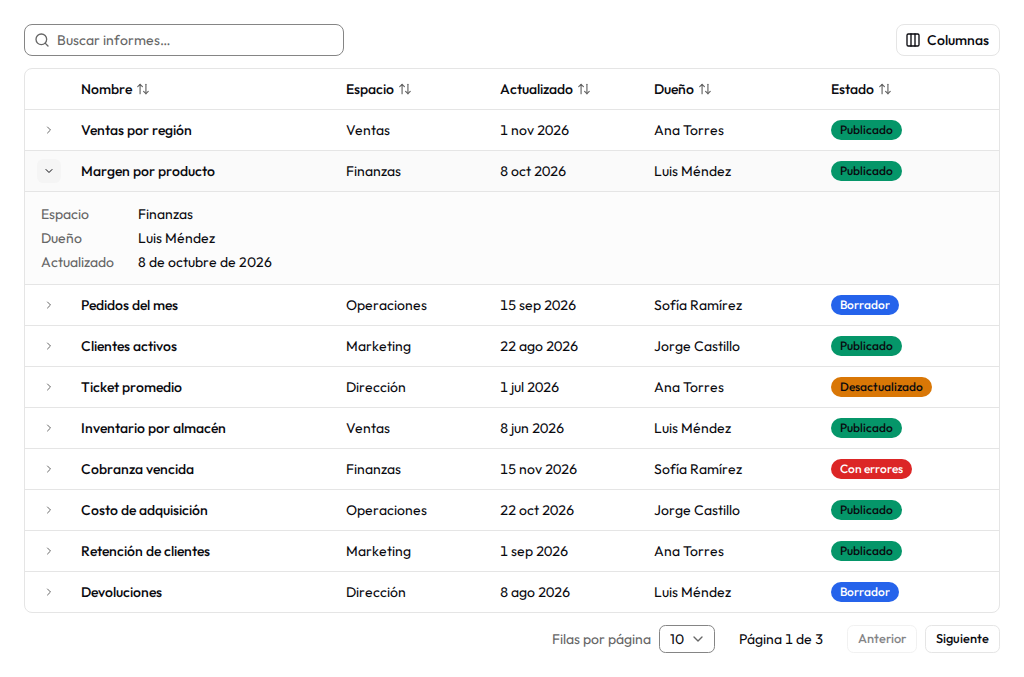 Buscar informes… Columnas
Nombre Espacio Actualizado Dueño Estado
Ventas por región Ventas 1 nov 2026 Ana Torres Publicado
Margen por producto Finanzas 8 oct 2026 Luis Méndez Publicado
Espacio Finanzas
Dueño Luis Méndez
Actualizado 8 de octubre de 2026
Pedidos del mes Operaciones 15 sep 2026 Sofía Ramírez Borrador
Clientes activos Marketing 22 ago 2026 Jorge Castillo Publicado
Ticket promedio Dirección 1 jul 2026 Ana Torres Desactualizado
Inventario por almacén Ventas 8 jun 2026 Luis Méndez Publicado
Cobranza vencida Finanzas 15 nov 2026 Sofía Ramírez Con errores
Costo de adquisición Operaciones 22 oct 2026 Jorge Castillo Publicado
Retención de clientes Marketing 1 sep 2026 Ana Torres Publicado
Devoluciones Dirección 8 ago 2026 Luis Méndez Borrador
Filas por página 10 Página 1 de 3 Anterior Siguiente